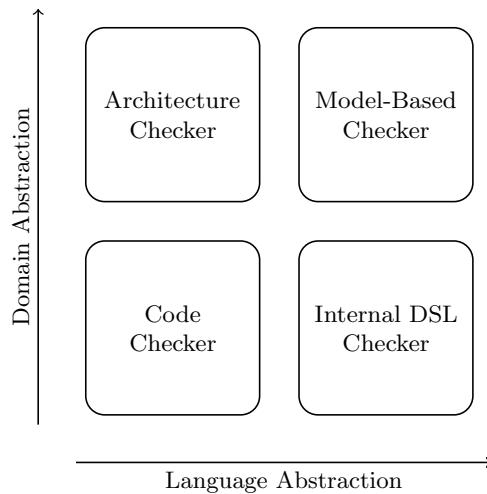 Domain Abstraction
Architecture
Checker
Model-Based
Checker
Code
Checker
Internal DSL
Checker
Language Abstraction